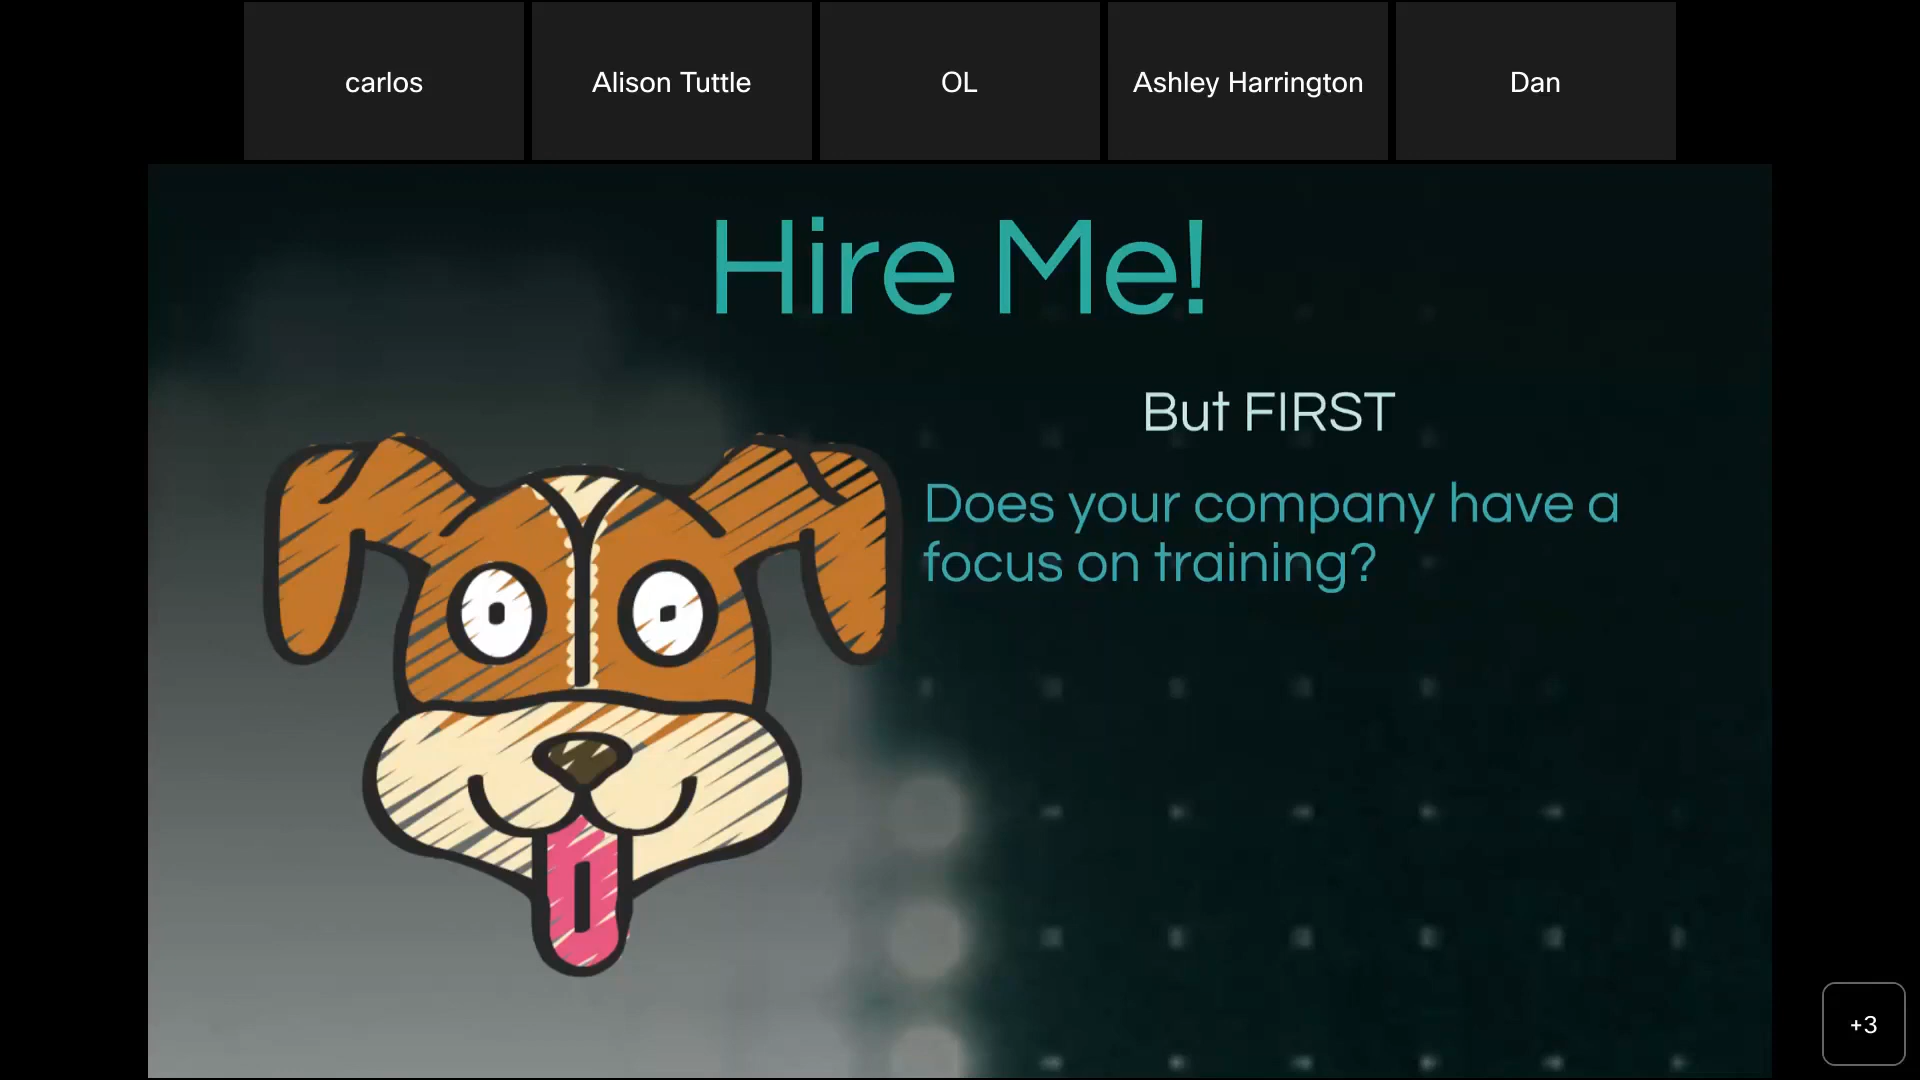 carlos
Alison Tuttle
OL
Ashley Harrington
Dan
Hire Me!
But FIRST
Does your company have a
focus on training?
+3